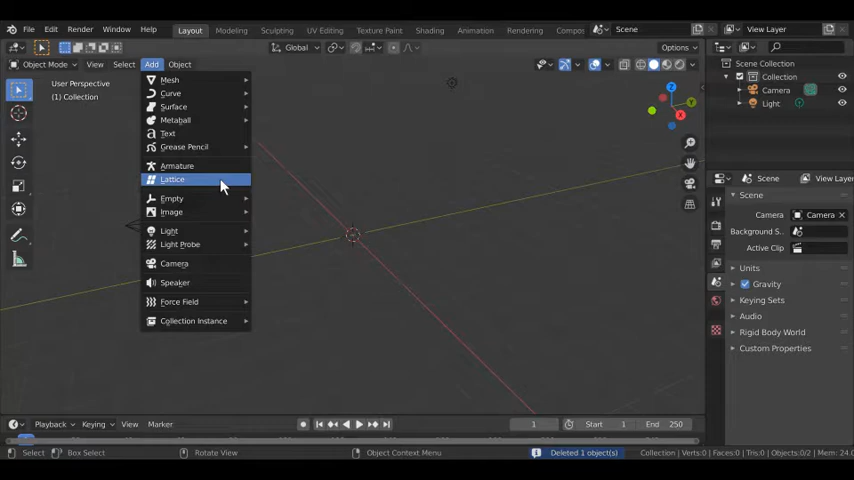 File Edit Render Window Help Layout Modeling Sculpting UV Editing Texture Paint Shading Animation Rendering Compos Scene View Layer
Global Options
Object Mode View Select Add Object
User Perspective
(1) Collection
Mesh
Curve
Surface
Metaball
Text
Grease Pencil
Armature
Lattice
Empty
Image
Light
Light Probe
Camera
Speaker
Force Field
Collection Instance
Z
Y
X
Scene Collection
Collection
Camera
Light
Scene View Layer
Scene
Camera Camera
Background S..
Active Clip
Units
Gravity
Keying Sets
Audio
Rigid Body World
Custom Properties
Playback Keying View Marker 1 Start 1 End 250
Select Box Select Rotate View Object Context Menu Deleted 1 object(s) Collection | Verts:0 | Faces:0 | Tris:0 | Objects:0/2 | Mem: 24.0